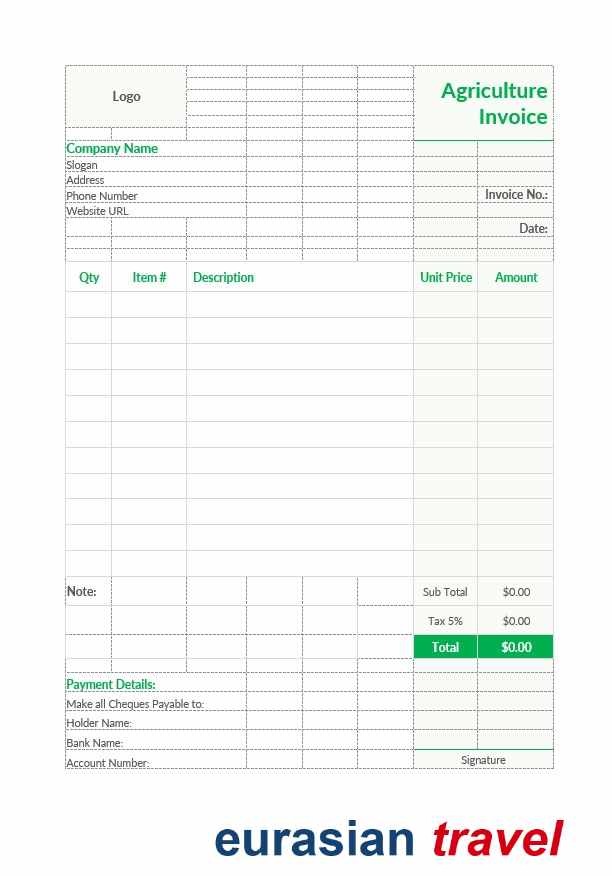 Logo
Agriculture
Invoice
Company Name
Slogan
Address
Phone Number
Invoice No.:
Website URL
Date:
Qty Item # Description Unit Price Amount
Note: Sub Total $0.00
Tax 5% $0.00
Total $0.00
Payment Details:
Make all Cheques Payable to:
Holder Name:
Bank Name:
Account Number:
Signature
eurasian travel